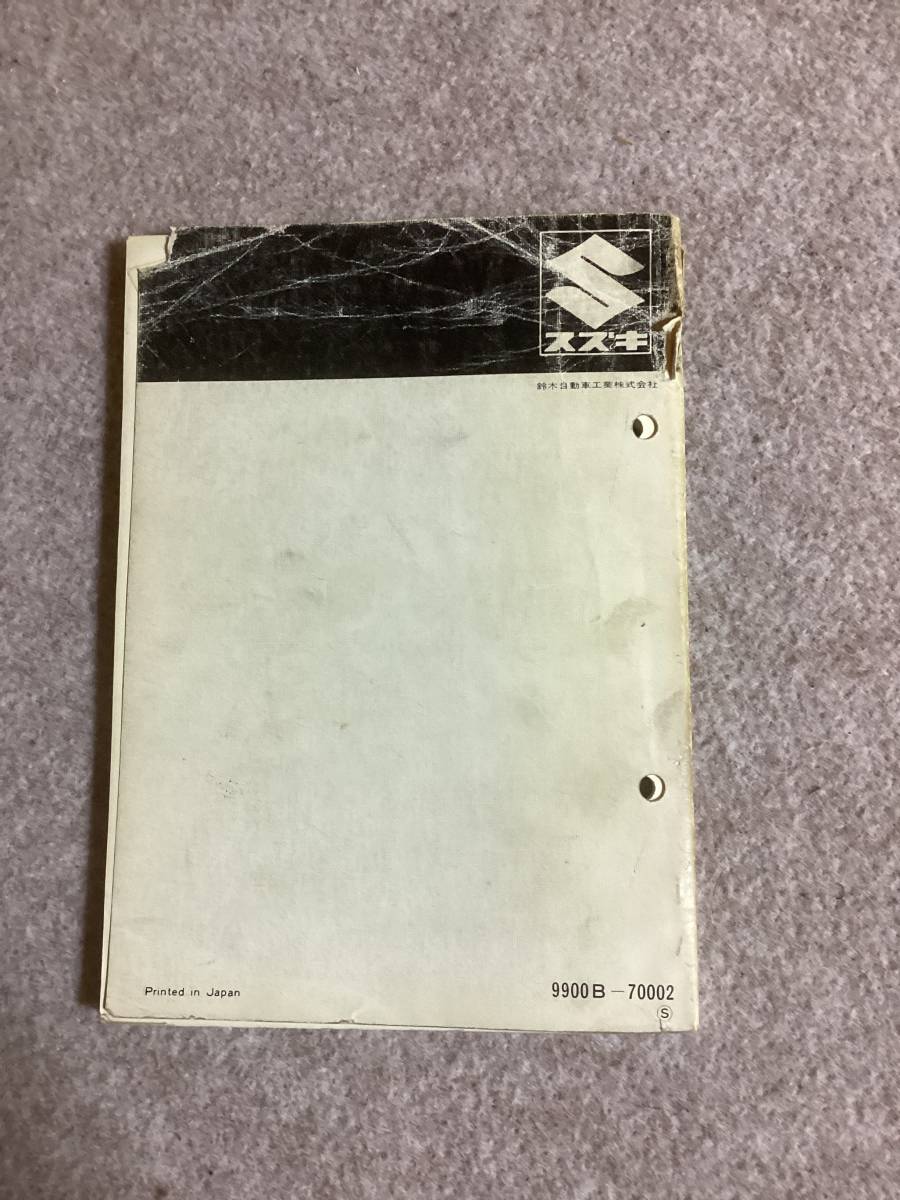 スズキ
鈴木自動車工業株式会社
Printed in Japan
9900B-70002
Ⓢ